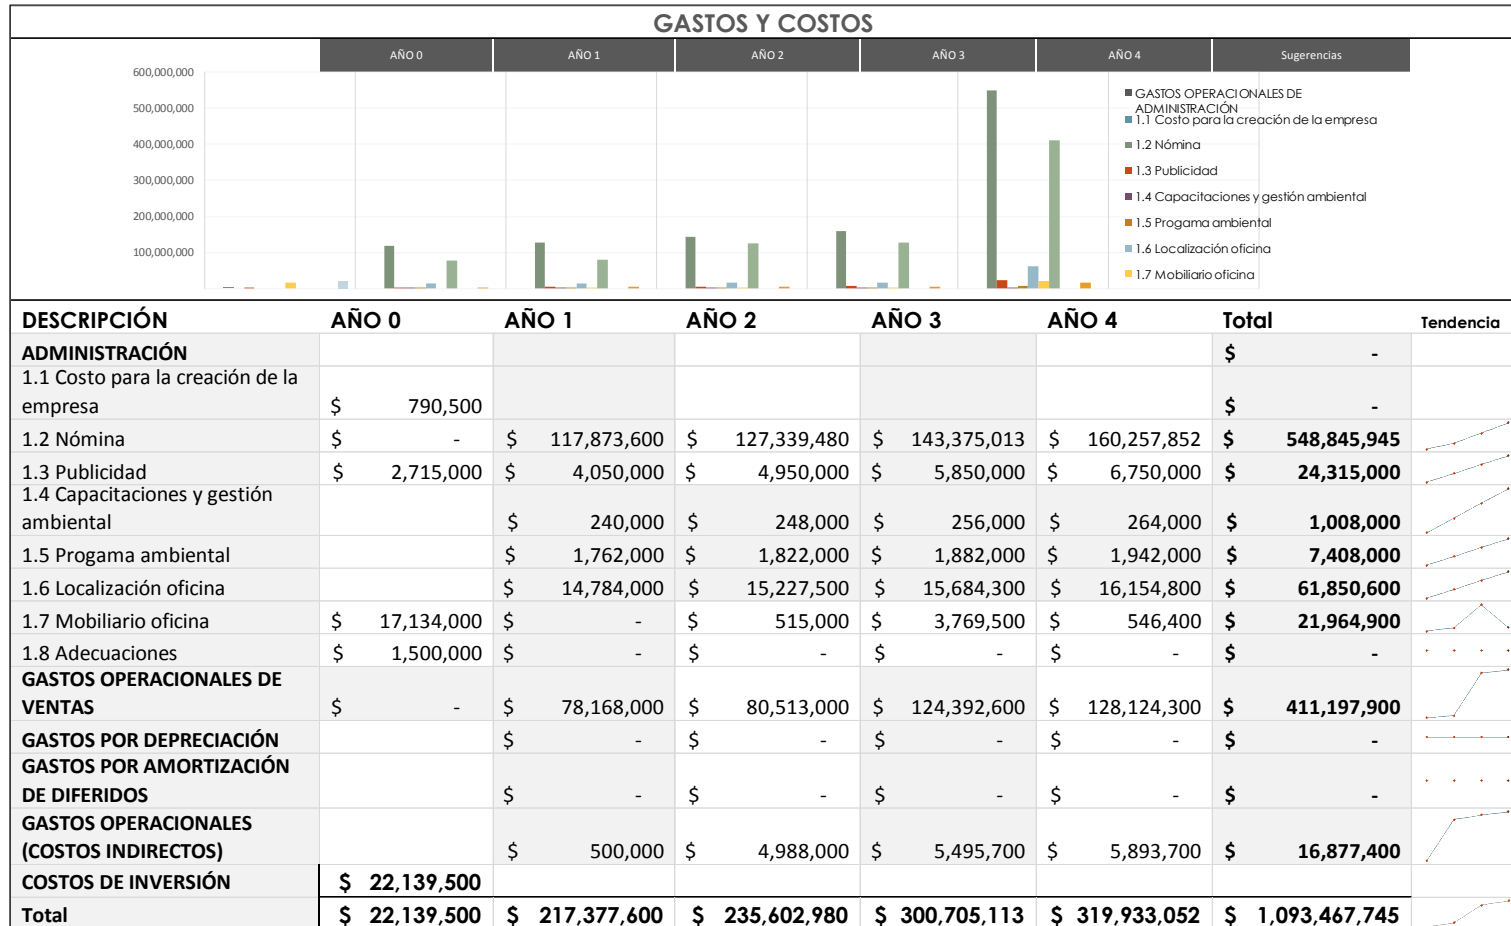 GASTOS Y COSTOS
AÑO 0 AÑO 1 AÑO 2 AÑO 3 AÑO 4 Sugerencias
600,000,000
500,000,000
400,000,000
300,000,000
200,000,000
100,000,000
GASTOS OPERACIONALES DE
ADMINISTRACIÓN
1.1 Costo para la creación de la empresa
1.2 Nómina
1.3 Publicidad
1.4 Capacitaciones y gestión ambiental
1.5 Progama ambiental
1.6 Localización oficina
1.7 Mobiliario oficina
DESCRIPCIÓN AÑO 0 AÑO 1 AÑO 2 AÑO 3 AÑO 4 Total Tendencia
ADMINISTRACIÓN $ -
1.1 Costo para la creación de la
empresa $ 790,500 $ -
1.2 Nómina $ - $ 117,873,600 $ 127,339,480 $ 143,375,013 $ 160,257,852 $ 548,845,945
1.3 Publicidad $ 2,715,000 $ 4,050,000 $ 4,950,000 $ 5,850,000 $ 6,750,000 $ 24,315,000
1.4 Capacitaciones y gestión
ambiental $ 240,000 $ 248,000 $ 256,000 $ 264,000 $ 1,008,000
1.5 Progama ambiental $ 1,762,000 $ 1,822,000 $ 1,882,000 $ 1,942,000 $ 7,408,000
1.6 Localización oficina $ 14,784,000 $ 15,227,500 $ 15,684,300 $ 16,154,800 $ 61,850,600
1.7 Mobiliario oficina $ 17,134,000 $ - $ 515,000 $ 3,769,500 $ 546,400 $ 21,964,900
1.8 Adecuaciones $ 1,500,000 $ - $ - $ - $ - $ -
GASTOS OPERACIONALES DE
VENTAS $ - $ 78,168,000 $ 80,513,000 $ 124,392,600 $ 128,124,300 $ 411,197,900
GASTOS POR DEPRECIACIÓN $ - $ - $ - $ - $ -
GASTOS POR AMORTIZACIÓN
DE DIFERIDOS $ - $ - $ - $ - $ -
GASTOS OPERACIONALES
(COSTOS INDIRECTOS) $ 500,000 $ 4,988,000 $ 5,495,700 $ 5,893,700 $ 16,877,400
COSTOS DE INVERSIÓN $ 22,139,500
Total $ 22,139,500 $ 217,377,600 $ 235,602,980 $ 300,705,113 $ 319,933,052 $ 1,093,467,745